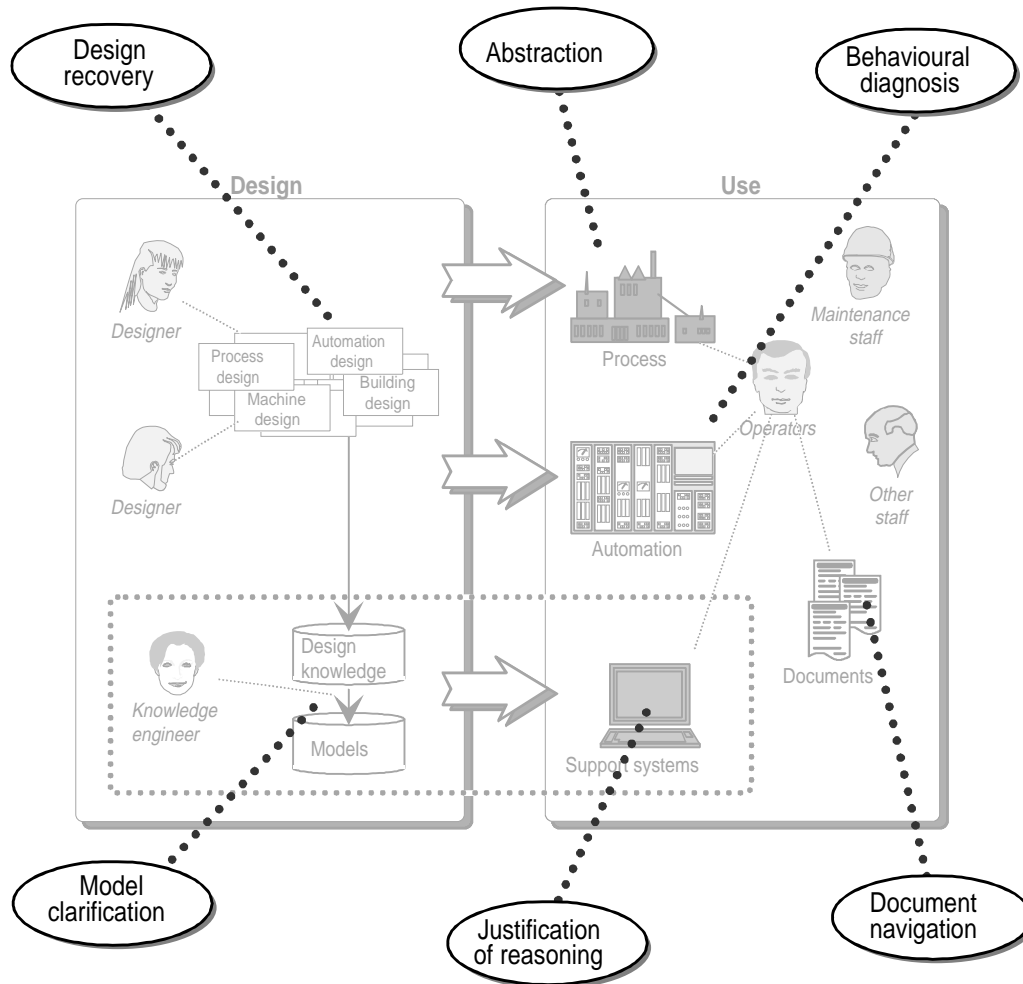 Design
recovery
Abstraction
Behavioural
diagnosis
Design
Use
Designer
Automation
design
Process
design
Building
design
Machine
design
Designer
Process
Maintenance
staff
Operators
Other
staff
Automation
Design
knowledge
Knowledge
engineer
Models
Documents
Support systems
Model
clarification
Justification
of reasoning
Document
navigation